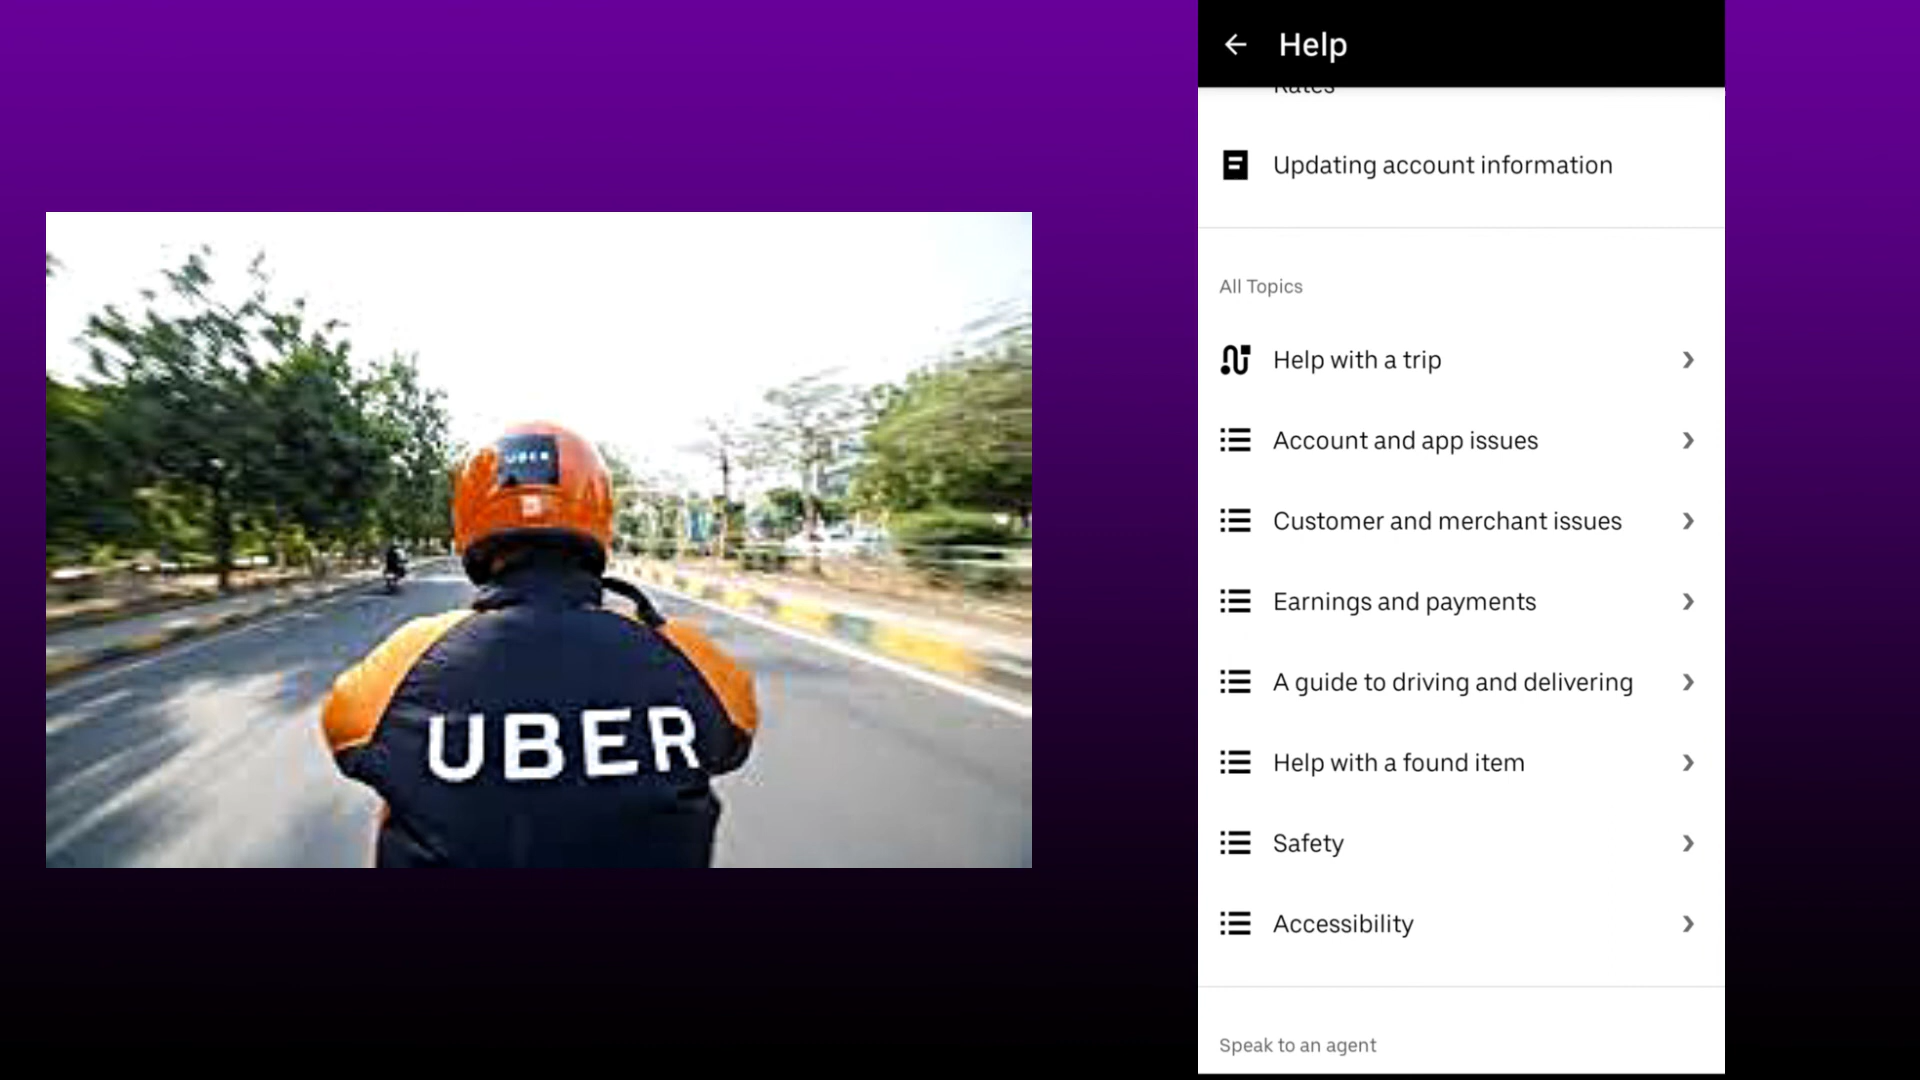 UBER
UBER
Help
Rates
Updating account information
All Topics
Help with a trip
Account and app issues
Customer and merchant issues
Earnings and payments
A guide to driving and delivering
Help with a found item
Safety
Accessibility
Speak to an agent